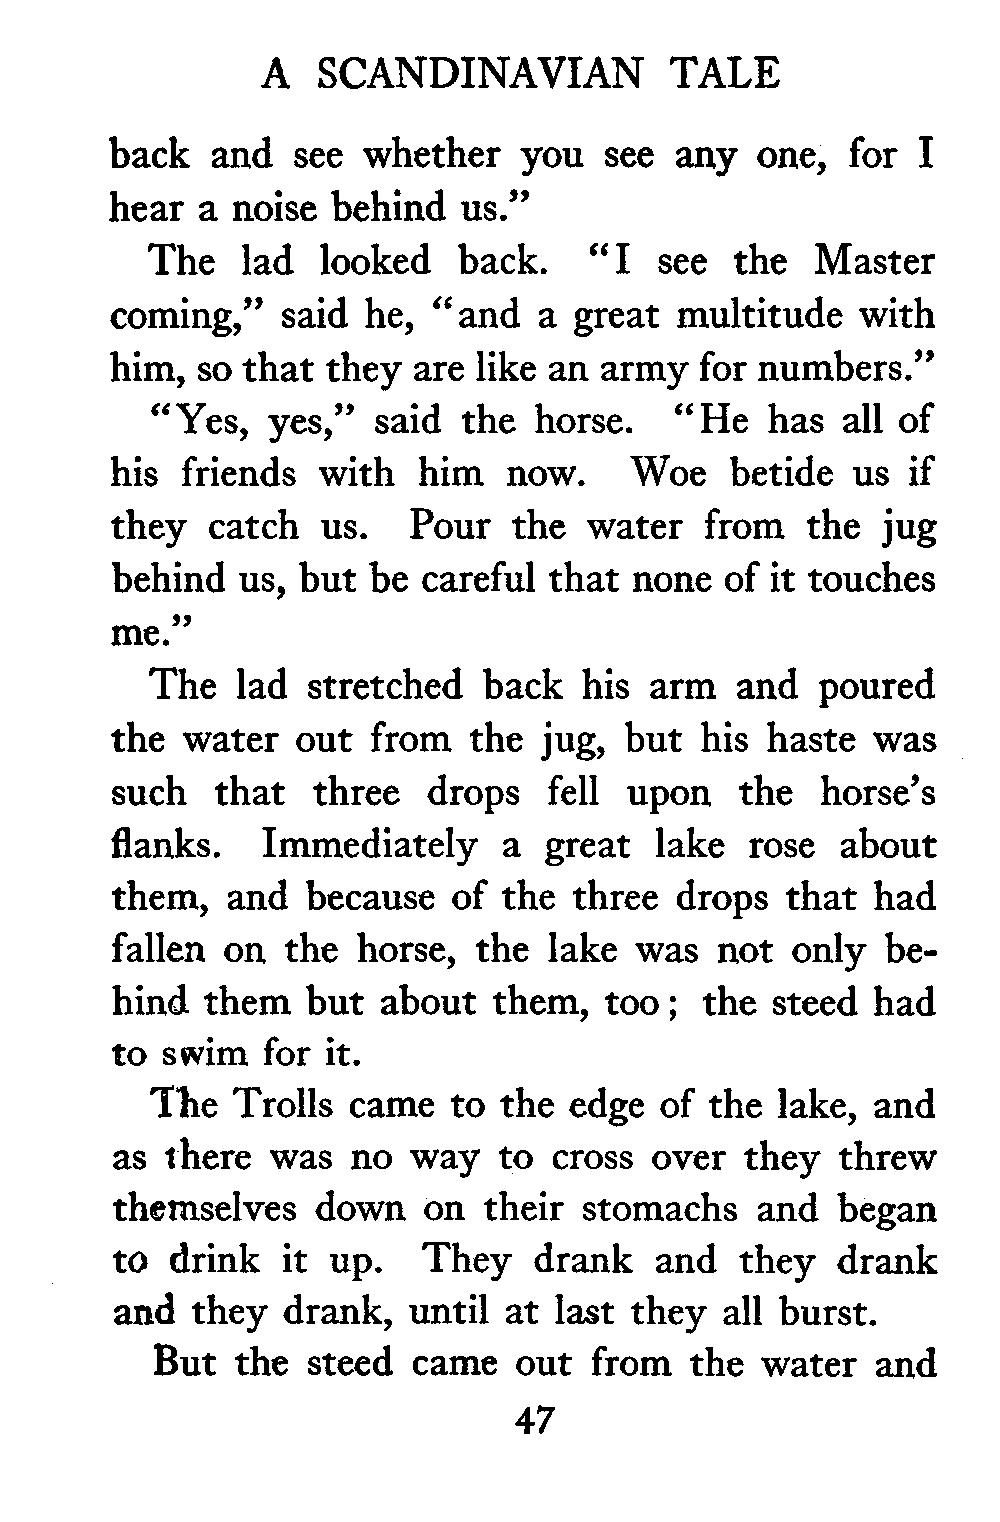 A SCANDINAVIAN TALE
back and see whether you see any one, for I
hear a noise behind us.”
The lad looked back. “I see the Master
coming,” said he, “and a great multitude with
him, so that they are like an army for numbers.”
“Yes, yes,” said the horse. “He has all of
his friends with him now. Woe betide us if
they catch us. Pour the water from the jug
behind us, but be careful that none of it touches
me.”
The lad stretched back his arm and poured
the water out from the jug, but his haste was
such that three drops fell upon the horse’s
flanks. Immediately a great lake rose about
them, and because of the three drops that had
fallen on the horse, the lake was not only be-
hind them but about them, too; the steed had
to swim for it.
The Trolls came to the edge of the lake, and
as there was no way to cross over they threw
themselves down on their stomachs and began
to drink it up. They drank and they drank
and they drank, until at last they all burst.
But the steed came out from the water and
47